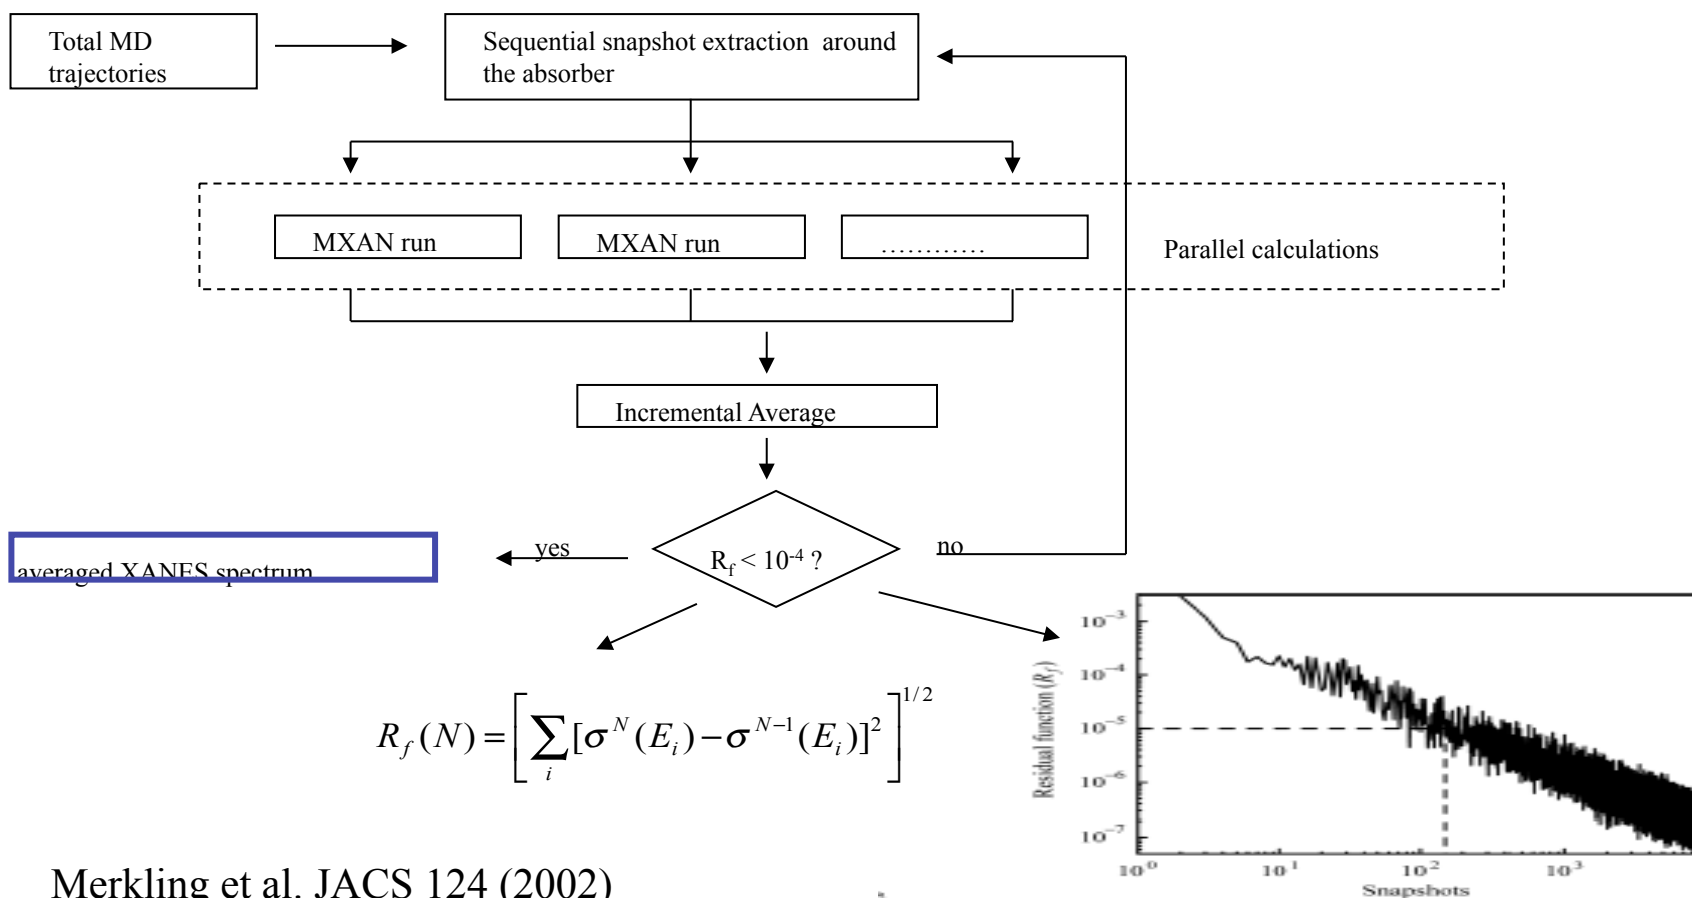 Total MD
trajectories
Sequential snapshot extraction around
the absorber
MXAN run
MXAN run
…………
Parallel calculations
Incremental Average
R_f < 10^-4 ?
yes
no
averaged XANES spectrum
R_f(N) = [∑_i [σ^N(E_i) − σ^{N−1}(E_i)]^2]^{1/2}
Residual function (R_f)
10^-3
10^-4
10^-5
10^-6
10^-7
10^0 10^1 10^2 10^3
Snapshots
Merkling et al. JACS 124 (2002)